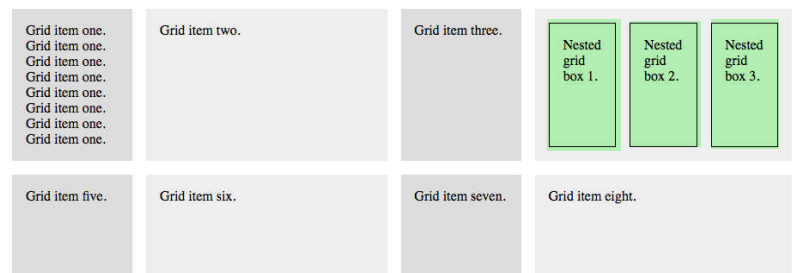 Grid item one.
Grid item one.
Grid item one.
Grid item one.
Grid item one.
Grid item one.
Grid item one.
Grid item one.
Grid item two.
Grid item three.
Nested
grid
box 1.
Nested
grid
box 2.
Nested
grid
box 3.
Grid item five.
Grid item six.
Grid item seven.
Grid item eight.